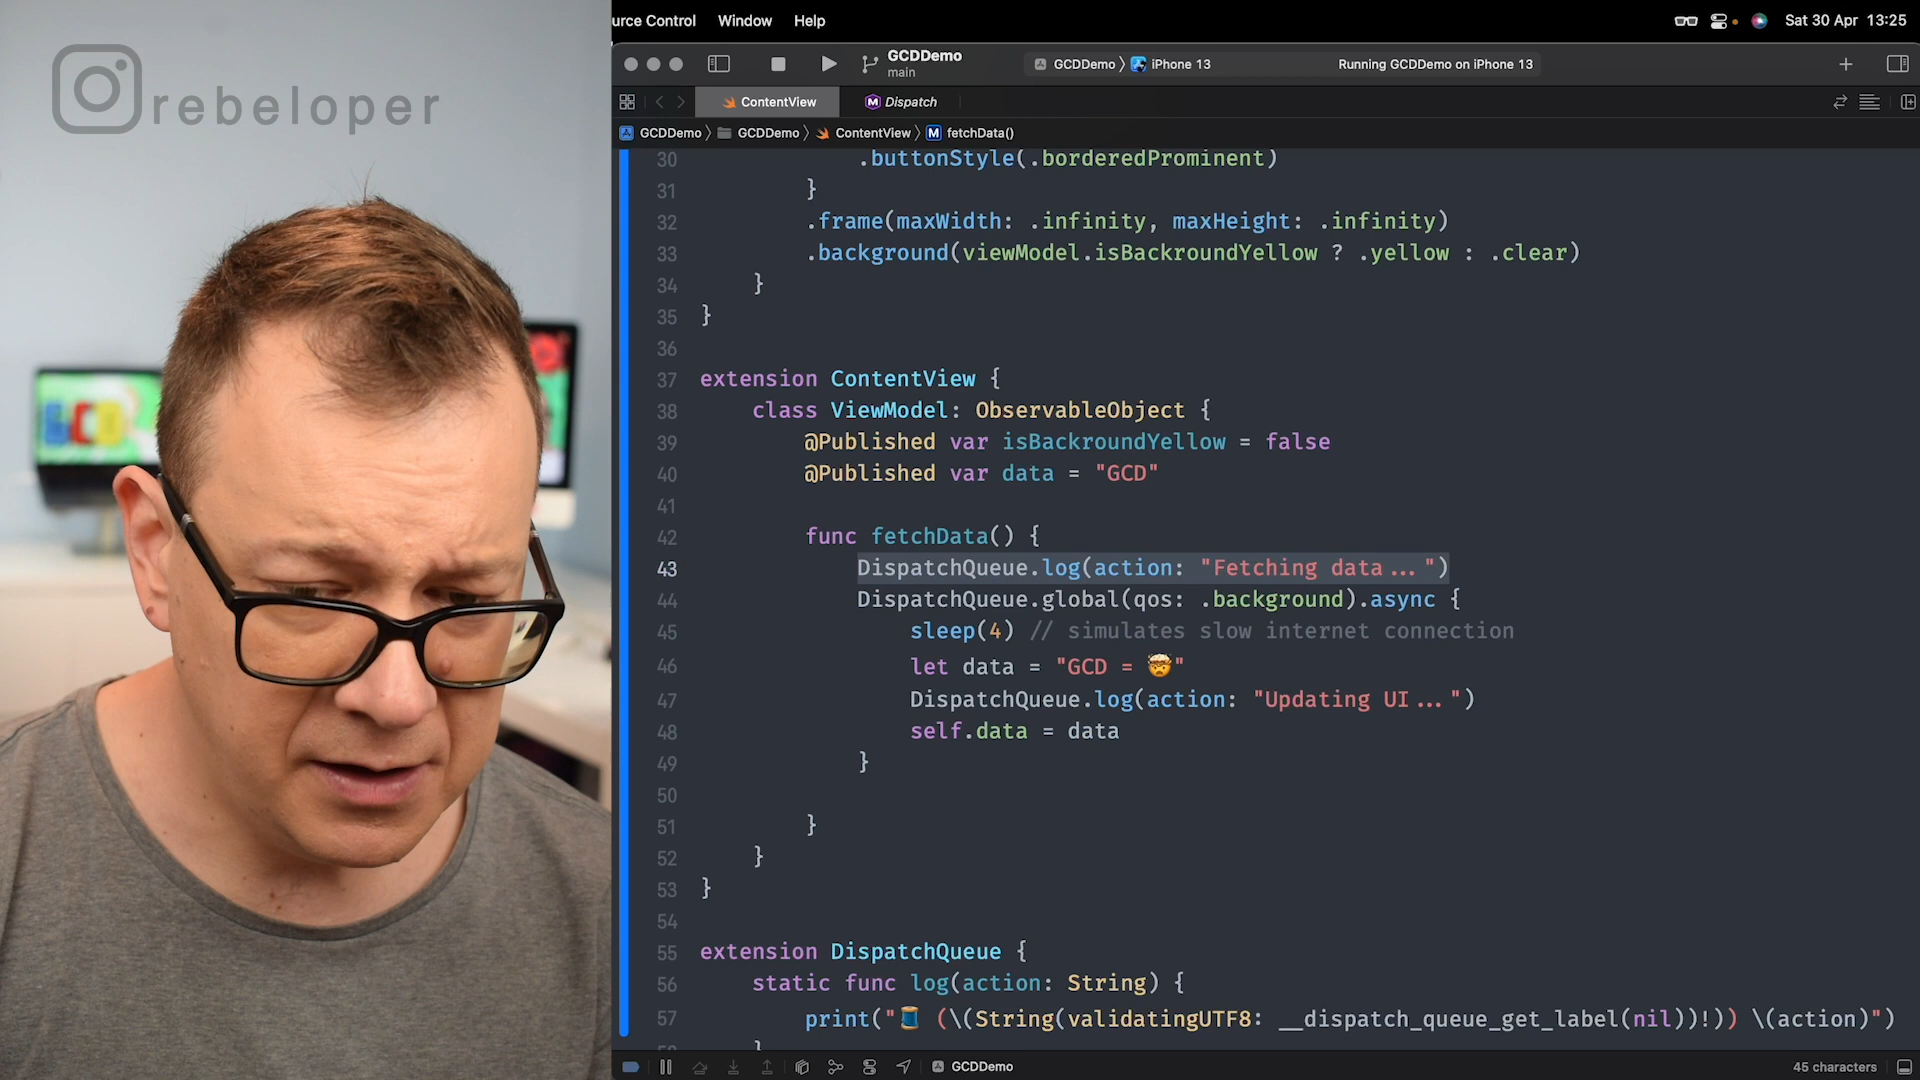 rebeloper
urce Control Window Help
Sat 30 Apr 13:25
GCDDemo
main
GCDDemo 〉 iPhone 13
Running GCDDemo on iPhone 13
ContentView
Dispatch
GCDDemo 〉 GCDDemo 〉 ContentView 〉 M fetchData()
30 .buttonStyle(.borderedProminent)
31 }
32 .frame(maxWidth: .infinity, maxHeight: .infinity)
33 .background(viewModel.isBackroundYellow ? .yellow : .clear)
34 }
35 }
36
37 extension ContentView {
38 class ViewModel: ObservableObject {
39 @Published var isBackroundYellow = false
40 @Published var data = "GCD"
41
42 func fetchData() {
43 DispatchQueue.log(action: "Fetching data...")
44 DispatchQueue.global(qos: .background).async {
45 sleep(4) // simulates slow internet connection
46 let data = "GCD = 🤯"
47 DispatchQueue.log(action: "Updating UI...")
48 self.data = data
49 }
50
51 }
52 }
53 }
54
55 extension DispatchQueue {
56 static func log(action: String) {
57 print("🧵 (\(String(validatingUTF8: __dispatch_queue_get_label(nil))!)) \(action)")
}
GCDDemo
45 characters